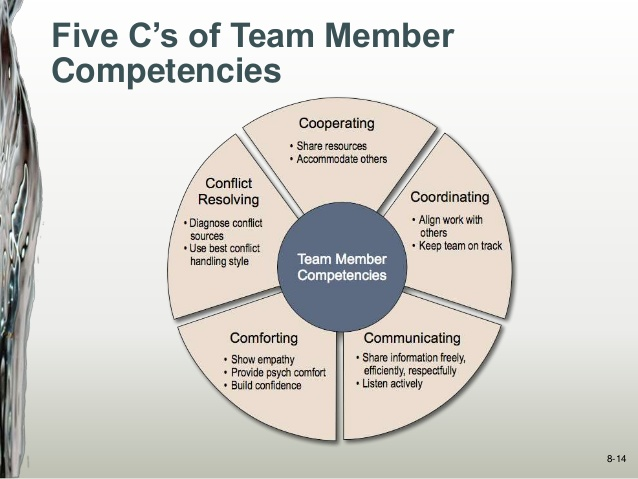 Five C’s of Team Member
Competencies
Cooperating
• Share resources
• Accommodate others
Coordinating
• Align work with
others
• Keep team on track
Communicating
• Share information freely,
efficiently, respectfully
• Listen actively
Comforting
• Show empathy
• Provide psych comfort
• Build confidence
Conflict
Resolving
• Diagnose conflict
sources
• Use best conflict
handling style
Team Member
Competencies
8-14